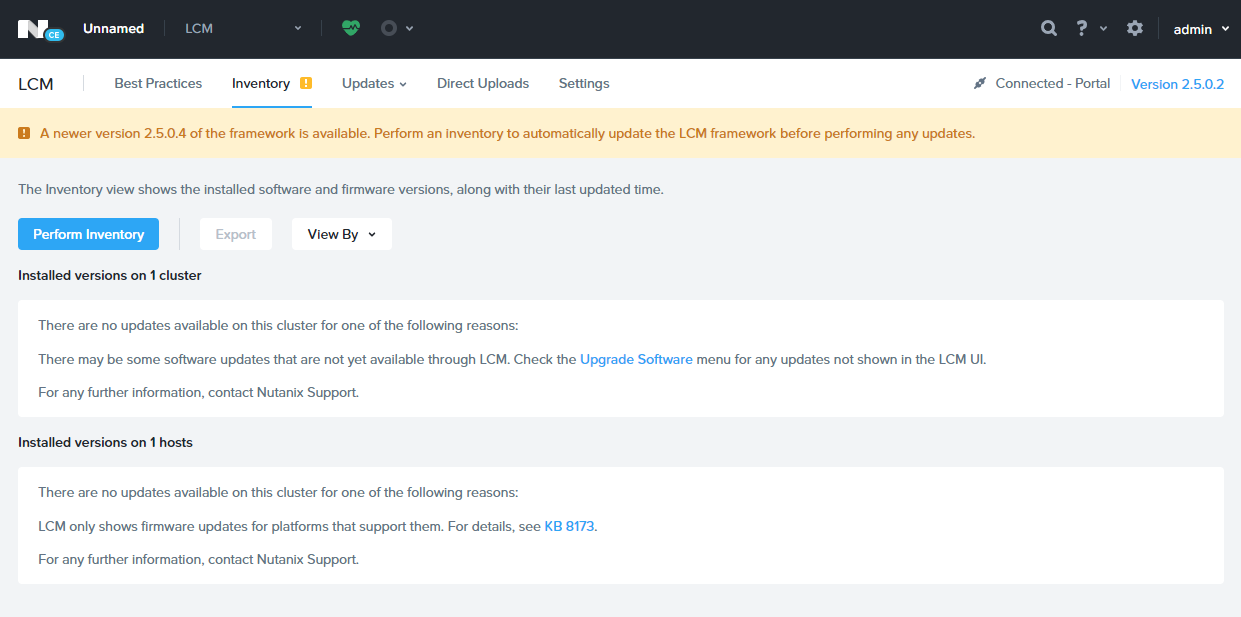 N CE Unnamed LCM ? admin
LCM Best Practices Inventory ! Updates Direct Uploads Settings Connected - Portal Version 2.5.0.2
! A newer version 2.5.0.4 of the framework is available. Perform an inventory to automatically update the LCM framework before performing any updates.
The Inventory view shows the installed software and firmware versions, along with their last updated time.
Perform Inventory Export View By
Installed versions on 1 cluster
There are no updates available on this cluster for one of the following reasons:
There may be some software updates that are not yet available through LCM. Check the Upgrade Software menu for any updates not shown in the LCM UI.
For any further information, contact Nutanix Support.
Installed versions on 1 hosts
There are no updates available on this cluster for one of the following reasons:
LCM only shows firmware updates for platforms that support them. For details, see KB 8173.
For any further information, contact Nutanix Support.